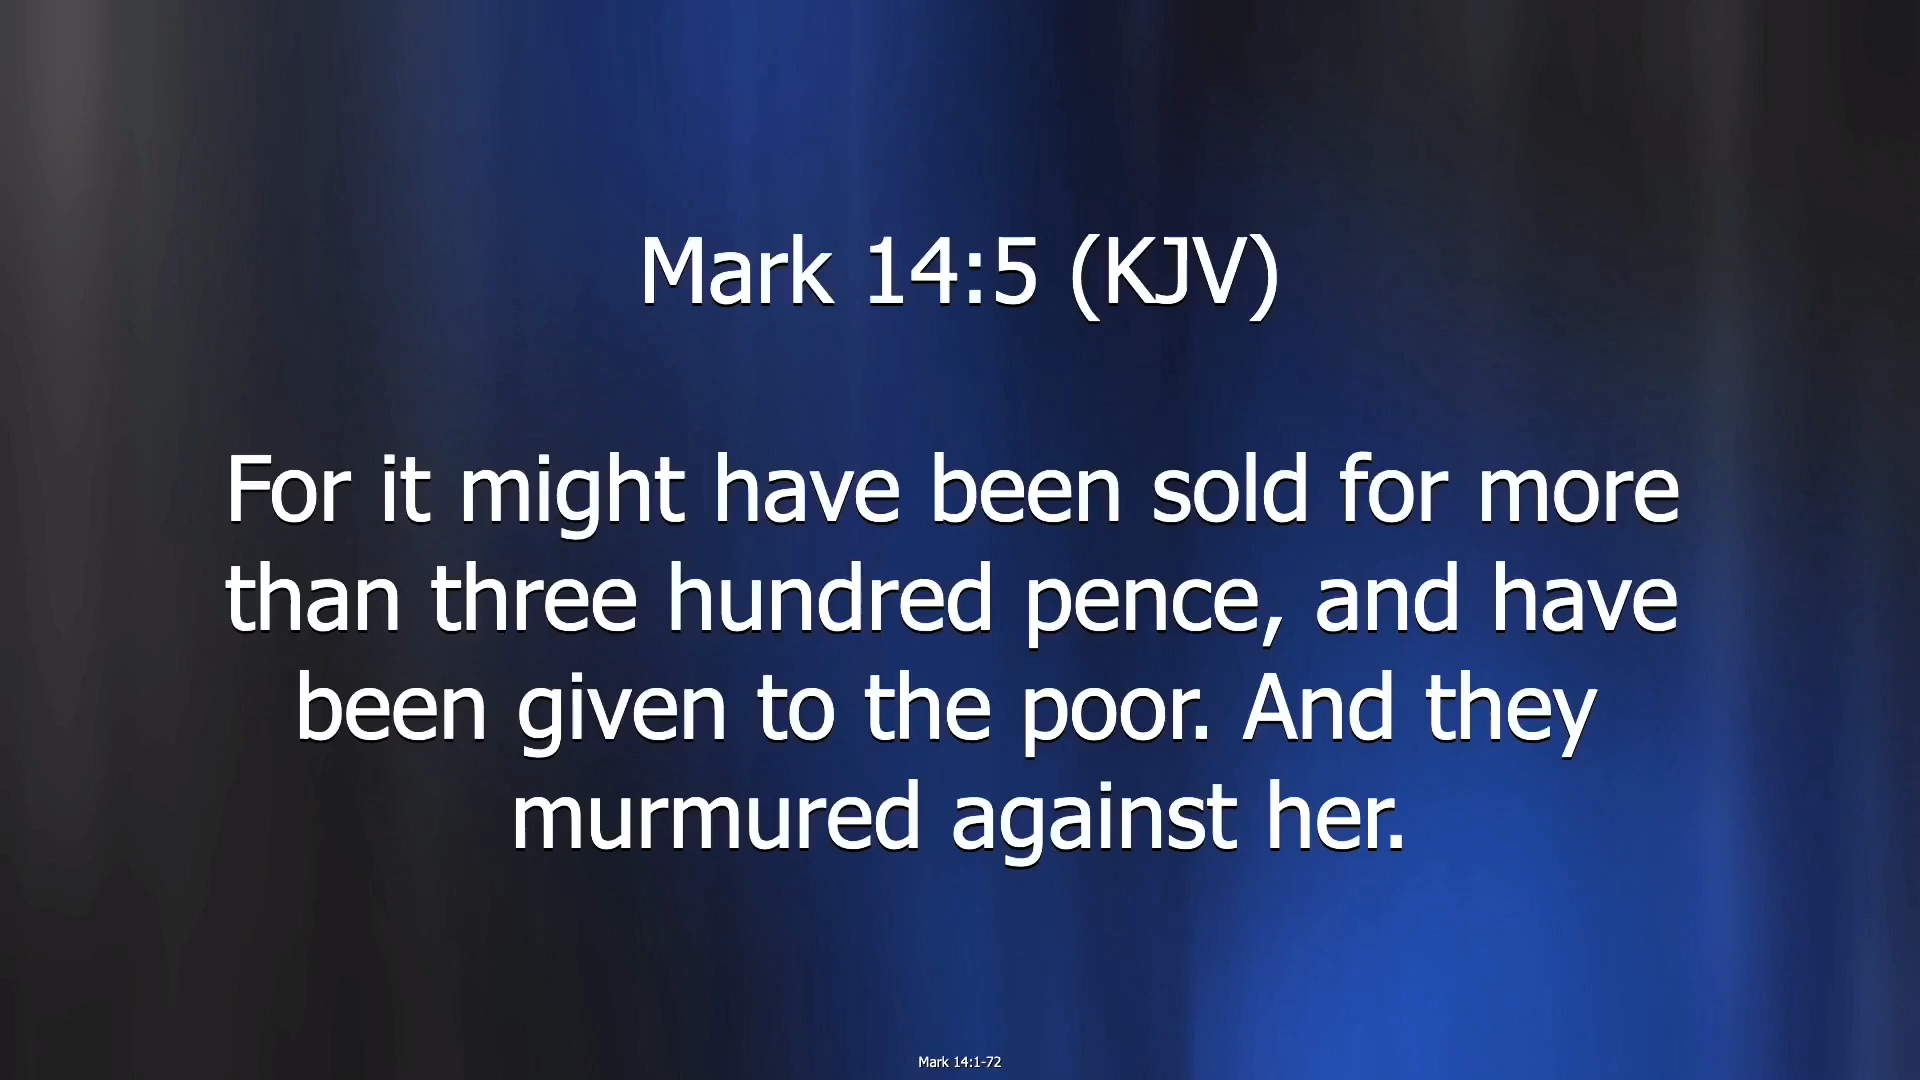 Mark 14:5 (KJV)
For it might have been sold for more
than three hundred pence, and have
been given to the poor. And they
murmured against her.
Mark 14:1-72